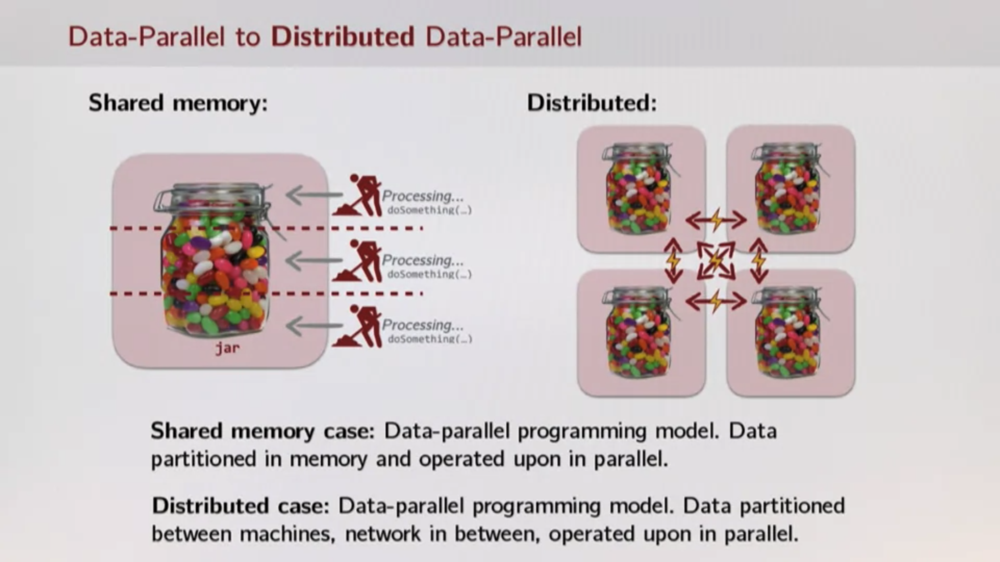 Data-Parallel to Distributed Data-Parallel
Shared memory:
Distributed:
Processing...
doSomething(…)
Processing...
doSomething(…)
Processing...
doSomething(…)
jar
Shared memory case: Data-parallel programming model. Data
partitioned in memory and operated upon in parallel.
Distributed case: Data-parallel programming model. Data partitioned
between machines, network in between, operated upon in parallel.